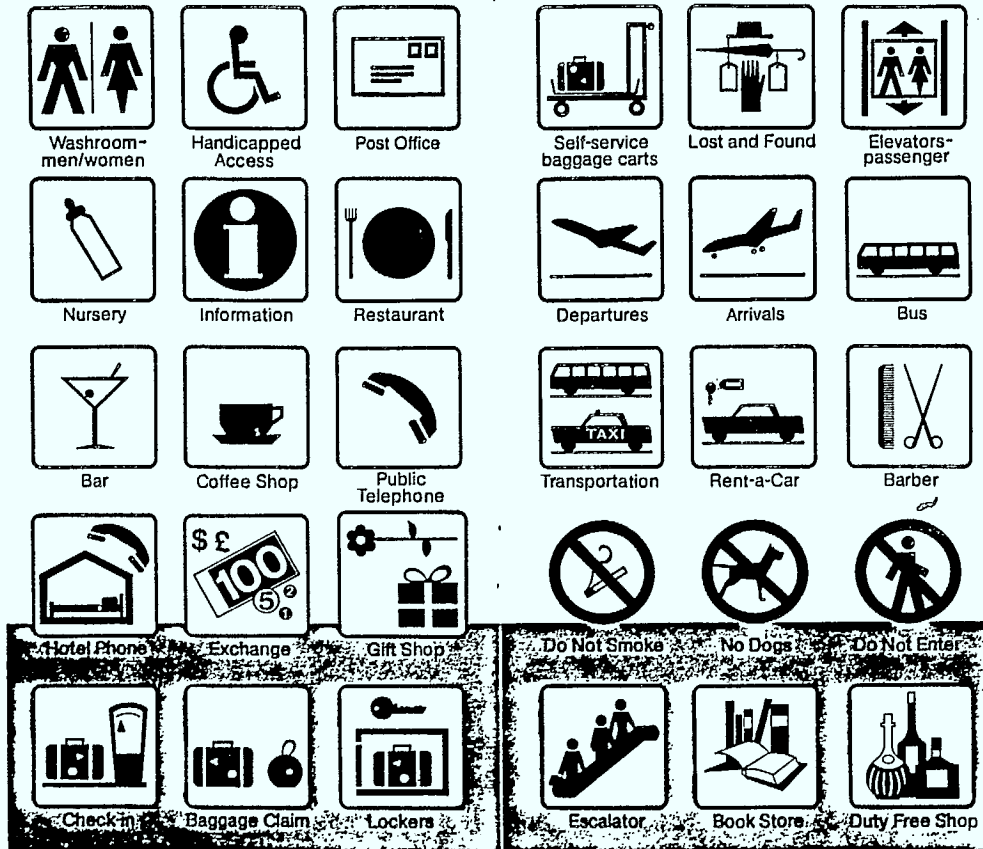 Washroom-
men/women
Handicapped
Access
Post Office
Self-service
baggage carts
Lost and Found
Elevators-
passenger
Nursery
Information
Restaurant
Departures
Arrivals
Bus
TAXI
Bar
Coffee Shop
Public
Telephone
Transportation
Rent-a-Car
Barber
$ £
100
5
2
1
Hotel Phone
Exchange
Gift Shop
Do Not Smoke
No Dogs
Do Not Enter
Check-in
Baggage Claim
Lockers
Escalator
Book Store
Duty Free Shop